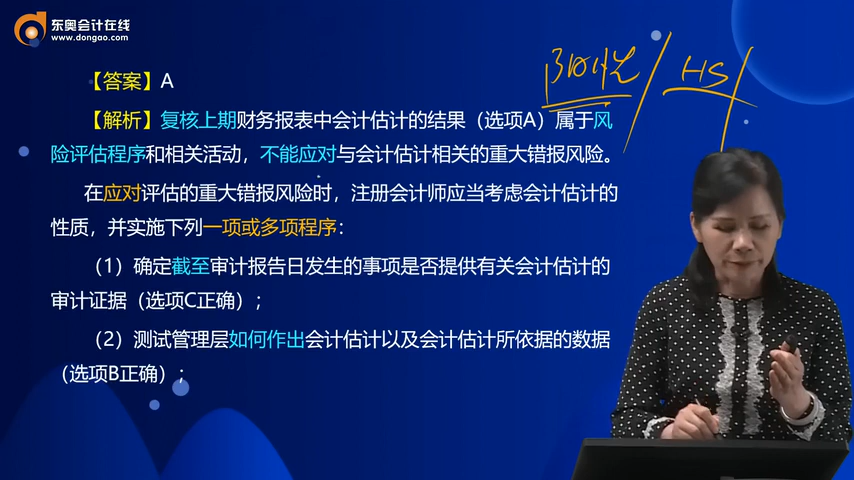 东奥会计在线
www.dongao.com
HS
【答案】A
【解析】复核上期财务报表中会计估计的结果（选项A）属于风
险评估程序和相关活动，不能应对与会计估计相关的重大错报风险。
在应对评估的重大错报风险时，注册会计师应当考虑会计估计的
性质，并实施下列一项或多项程序：
（1）确定截至审计报告日发生的事项是否提供有关会计估计的
审计证据（选项C正确）；
（2）测试管理层如何作出会计估计以及会计估计所依据的数据
（选项B正确）；